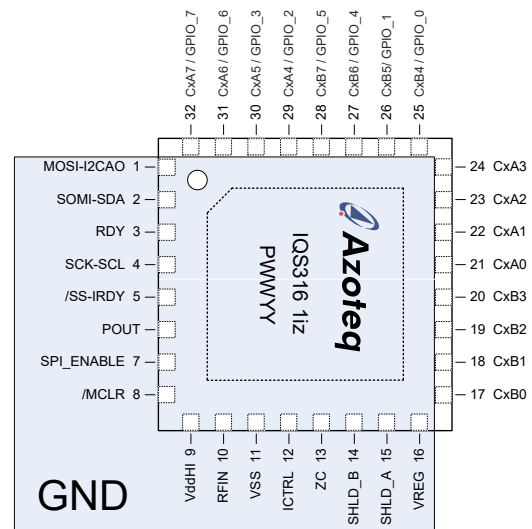 32 CxA7 / GPIO_7
31 CxA6 / GPIO_6
30 CxA5 / GPIO_3
29 CxA4 / GPIO_2
28 CxB7 / GPIO_5
27 CxB6 / GPIO_4
26 CxB5/ GPIO_1
25 CxB4 / GPIO_0
MOSI-I2CAO 1
SOMI-SDA 2
RDY 3
SCK-SCL 4
/SS-IRDY 5
POUT
SPI_ENABLE 7
/MCLR 8
Azoteq
IQS316 1iz
PWWYY
24 CxA3
23 CxA2
22 CxA1
21 CxA0
20 CxB3
19 CxB2
18 CxB1
17 CxB0
VddHI 9
RFIN 10
VSS 11
ICTRL 12
ZC 13
SHLD_B 14
SHLD_A 15
VREG 16
GND